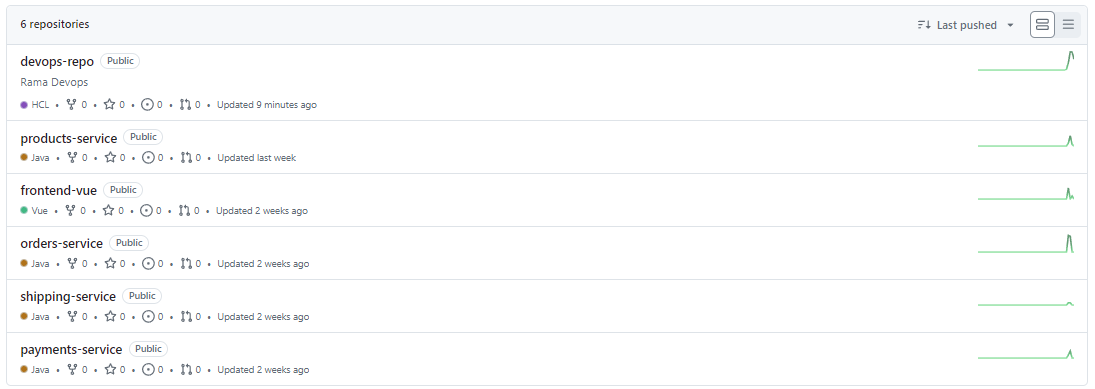 6 repositories Last pushed
devops-repo Public
Rama Devops
HCL • 0 • 0 • 0 • 0 • Updated 9 minutes ago
products-service Public
Java • 0 • 0 • 0 • 0 • Updated last week
frontend-vue Public
Vue • 0 • 0 • 0 • 0 • Updated 2 weeks ago
orders-service Public
Java • 0 • 0 • 0 • 0 • Updated 2 weeks ago
shipping-service Public
Java • 0 • 0 • 0 • 0 • Updated 2 weeks ago
payments-service Public
Java • 0 • 0 • 0 • 0 • Updated 2 weeks ago